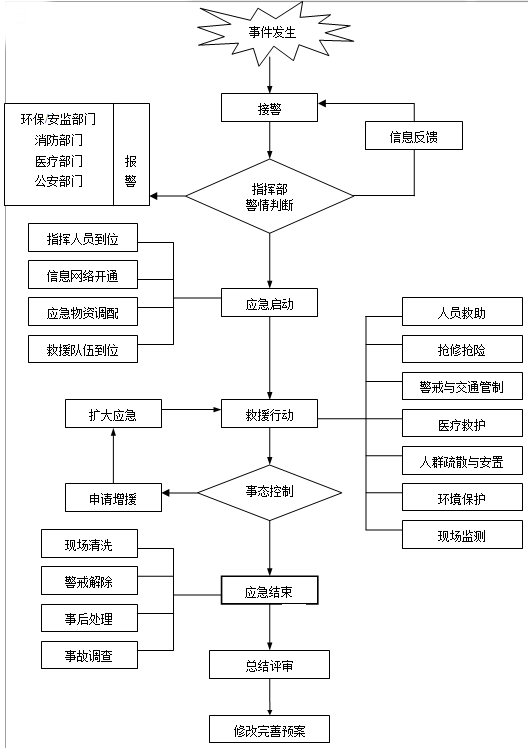 事件发生
接警
信息反馈
环保/安监部门
消防部门
医疗部门
公安部门
报
警
指挥部
警情判断
指挥人员到位
信息网络开通
应急物资调配
救援队伍到位
应急启动
人员救助
抢修抢险
警戒与交通管制
医疗救护
人群疏散与安置
环境保护
现场监测
扩大应急
救援行动
申请增援
事态控制
现场清洗
警戒解除
事后处理
事故调查
应急结束
总结评审
修改完善预案